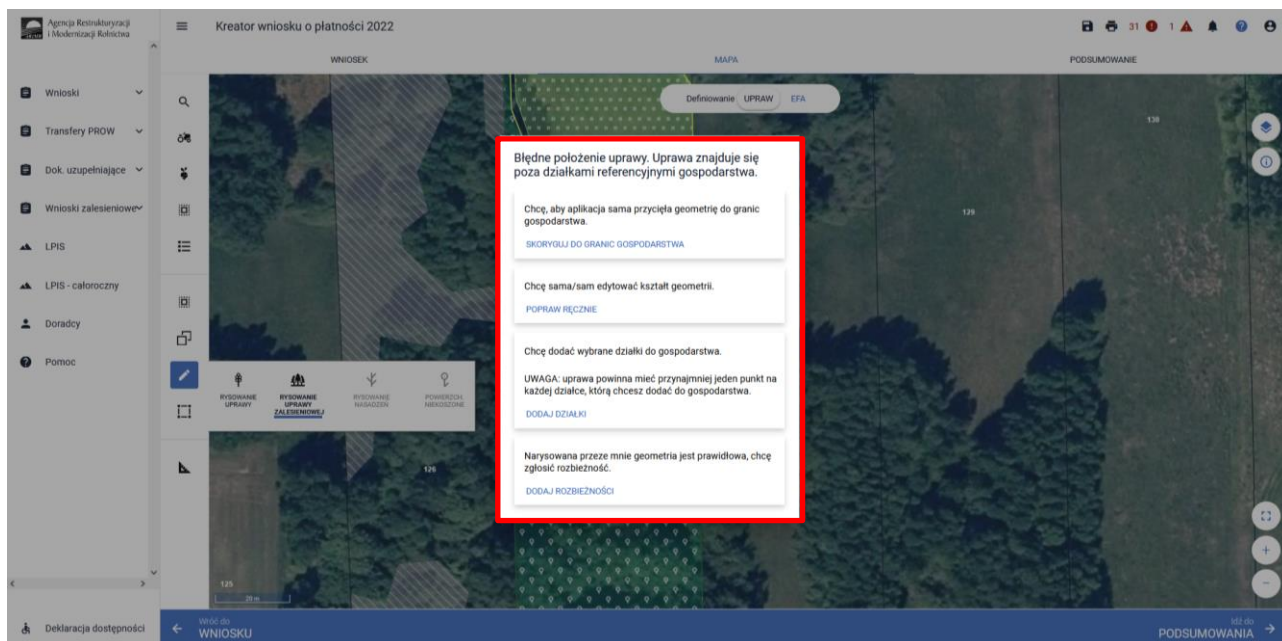 Agencja Restrukturyzacji
i Modernizacji Rolnictwa
Kreator wniosku o płatności 2022
31
1
WNIOSEK
MAPA
PODSUMOWANIE
Wnioski
Transfery PROW
Dok. uzupełniające
Wnioski zalesieniowe
LPIS
LPIS - całoroczny
Doradcy
Pomoc
Deklaracja dostępności
Definiowanie UPRAW EFA
130
129
Błędne położenie uprawy. Uprawa znajduje się
poza działkami referencyjnymi gospodarstwa.
Chcę, aby aplikacja sama przycięła geometrię do granic
gospodarstwa.
SKORYGUJ DO GRANIC GOSPODARSTWA
Chcę sama/sam edytować kształt geometrii.
POPRAW RĘCZNIE
Chcę dodać wybrane działki do gospodarstwa.
UWAGA: uprawa powinna mieć przynajmniej jeden punkt na
każdej działce, którą chcesz dodać do gospodarstwa.
DODAJ DZIAŁKI
Narysowana przeze mnie geometria jest prawidłowa, chcę
zgłosić rozbieżność.
DODAJ ROZBIEŻNOŚCI
RYSOWANIE
UPRAWY
RYSOWANIE
UPRAWY
ZALESIENIOWEJ
RYSOWANIE
NASADZEŃ
POWIERZCH.
NIEKOSZONE
126
125
20 m
Wróć do
WNIOSKU
Idź do
PODSUMOWANIA